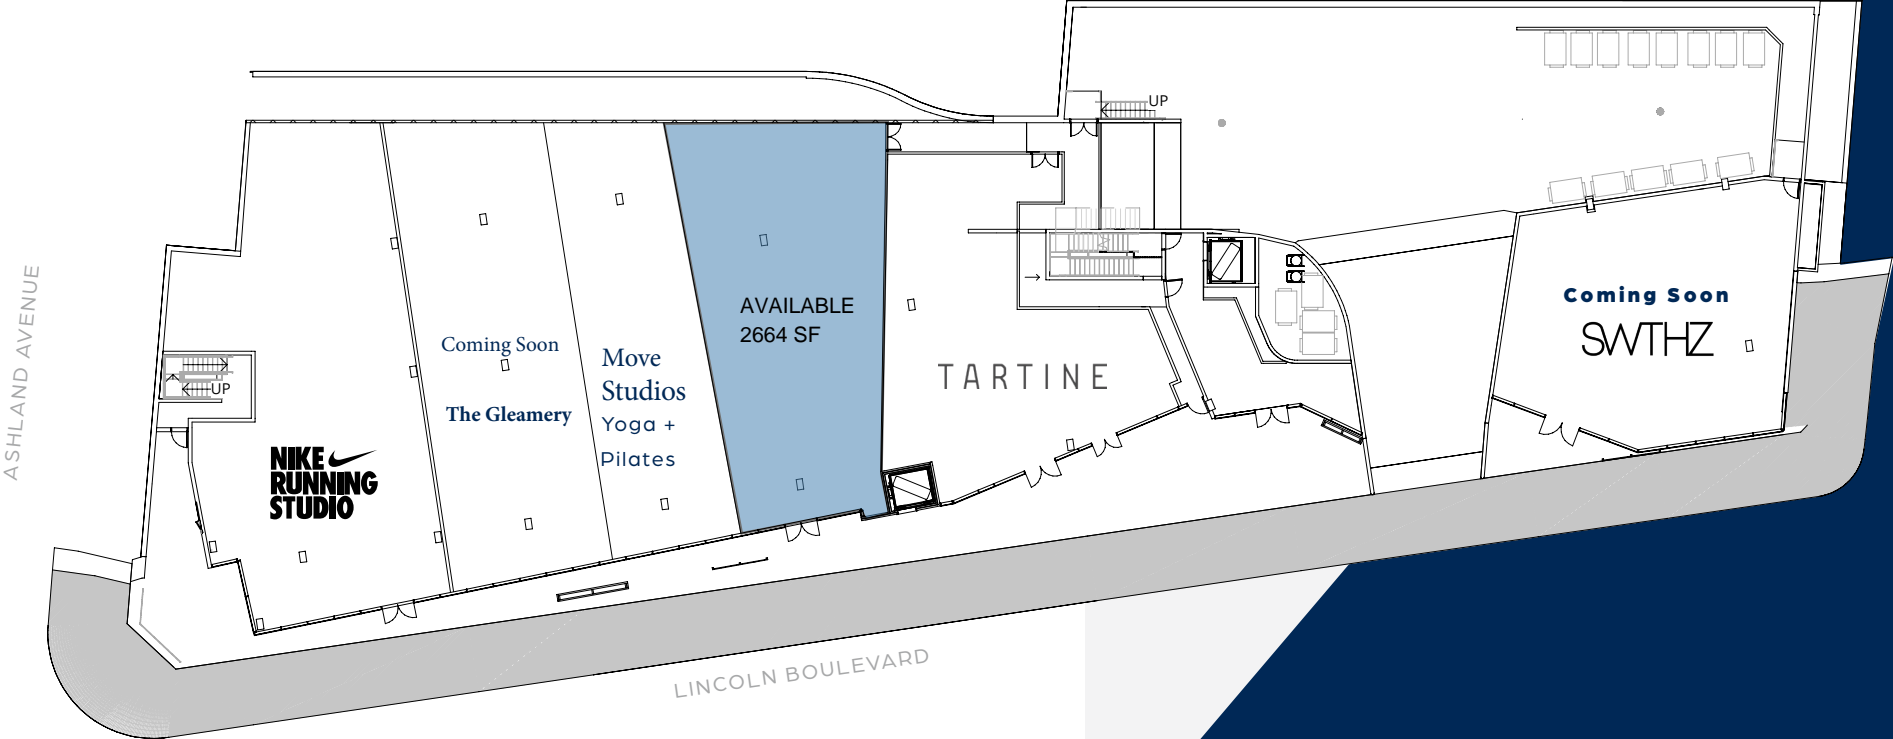 UP
ASHLAND AVENUE
UP
NIKE
RUNNING
STUDIO
Coming Soon
The Gleamery
Move
Studios
Yoga +
Pilates
AVAILABLE
2664 SF
TARTINE
Coming Soon
SWTHZ
LINCOLN BOULEVARD